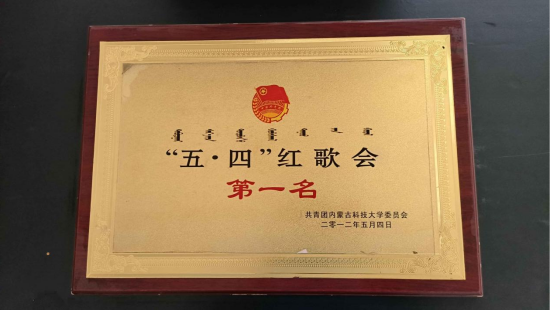 “五·四”红歌会
第一名
共青团内蒙古科技大学委员会
二零一二年五月四日